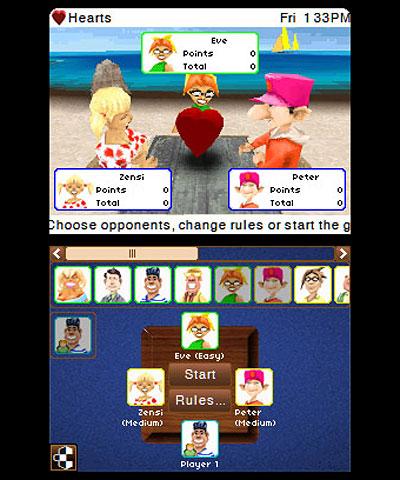 Hearts Fri 1 33PM
Eve
Points 0
Total 0
Zensi
Points 0
Total 0
Peter
Points 0
Total 0
Choose opponents, change rules or start the g
Eve (Easy)
Start
Rules...
Zensi
(Medium)
Peter
(Medium)
Player 1